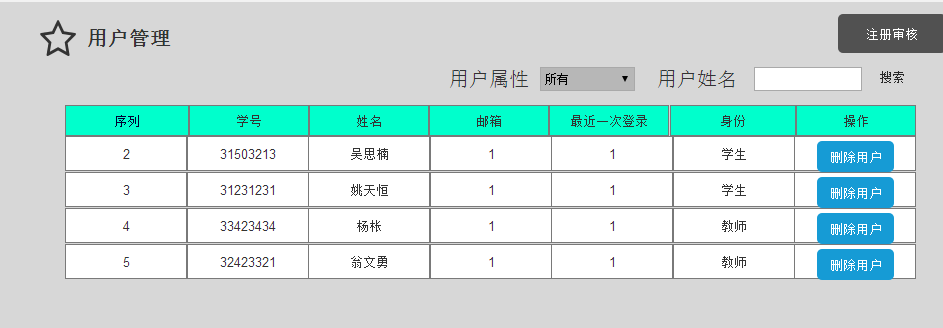 用户管理
注册审核
用户属性 所有 用户姓名 搜索
序列 学号 姓名 邮箱 最近一次登录 身份 操作
2 31503213 吴思楠 1 1 学生 删除用户
3 31231231 姚天恒 1 1 学生 删除用户
4 33423434 杨枨 1 1 教师 删除用户
5 32423321 翁文勇 1 1 教师 删除用户